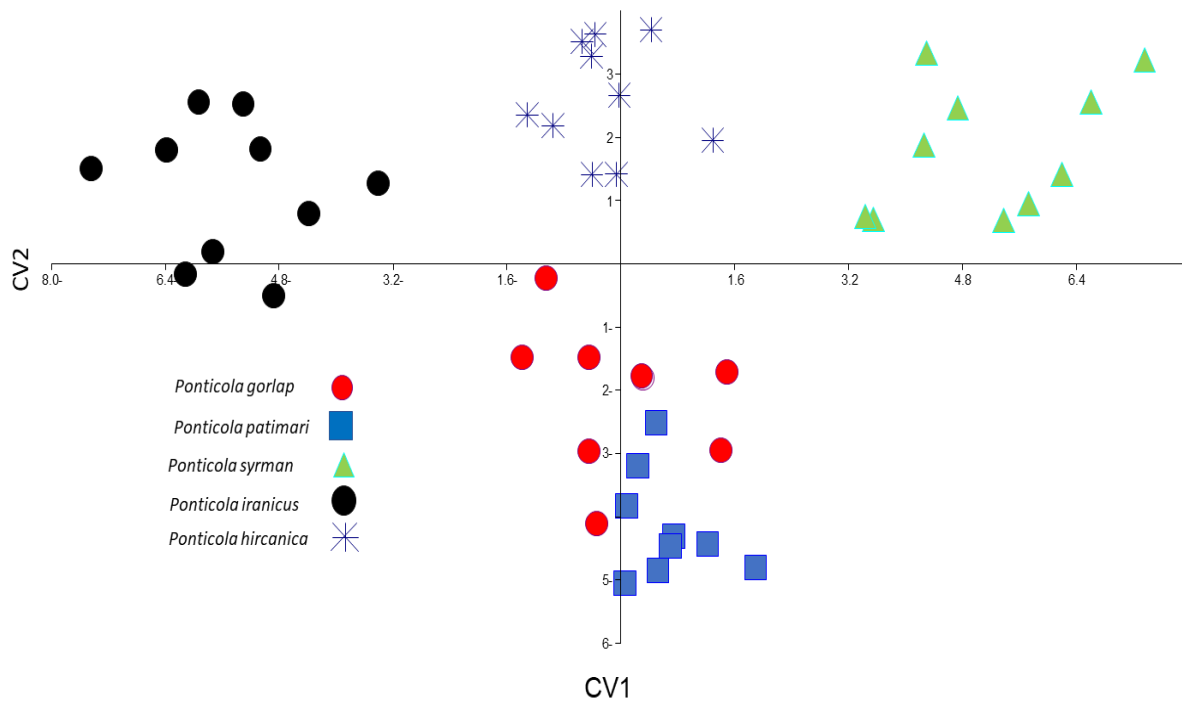 3
2
1
CV2
8.0-
6.4-
4.8-
3.2-
1.6-
1.6
3.2
4.8
6.4
1-
2-
3-
5-
6-
Ponticola gorlap
Ponticola patimari
Ponticola syrman
Ponticola iranicus
Ponticola hircanica
CV1